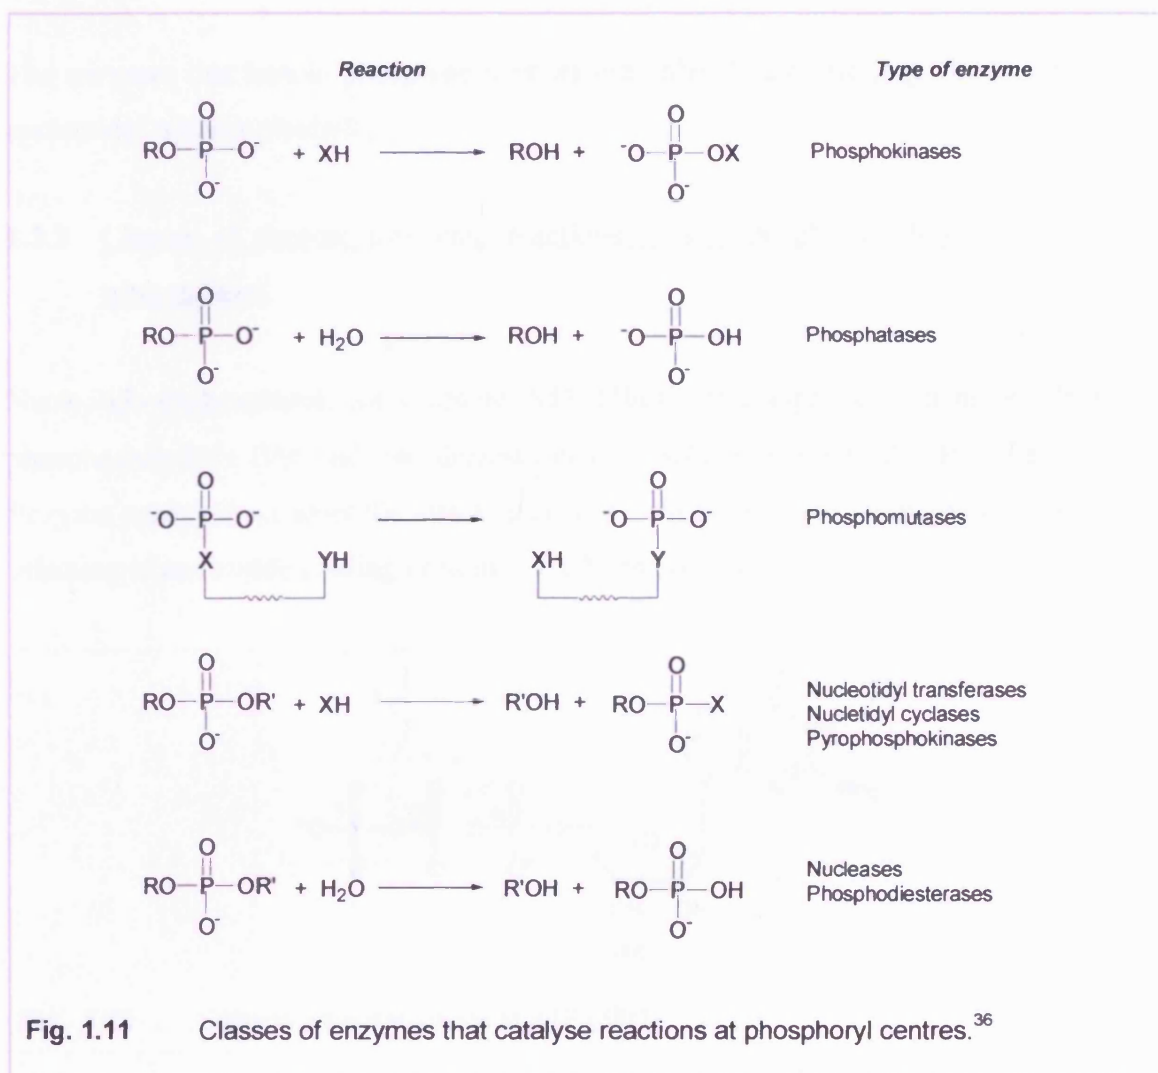 Reaction Type of enzyme
O O
RO—P—O⁻ + XH ⟶ ROH + ⁻O—P—OX Phosphokinases
O⁻ O⁻
O O
RO—P—O⁻ + H₂O ⟶ ROH + ⁻O—P—OH Phosphatases
O⁻ O⁻
O O
⁻O—P—O⁻ ⟶ ⁻O—P—O⁻ Phosphomutases
X YH XH Y
O O
RO—P—OR' + XH ⟶ R'OH + RO—P—X Nucleotidyl transferases
Nucletidyl cyclases
O⁻ O⁻ Pyrophosphokinases
O O
RO—P—OR' + H₂O ⟶ R'OH + RO—P—OH Nucleases
Phosphodiesterases
O⁻ O⁻
Fig. 1.11 Classes of enzymes that catalyse reactions at phosphoryl centres.³⁶